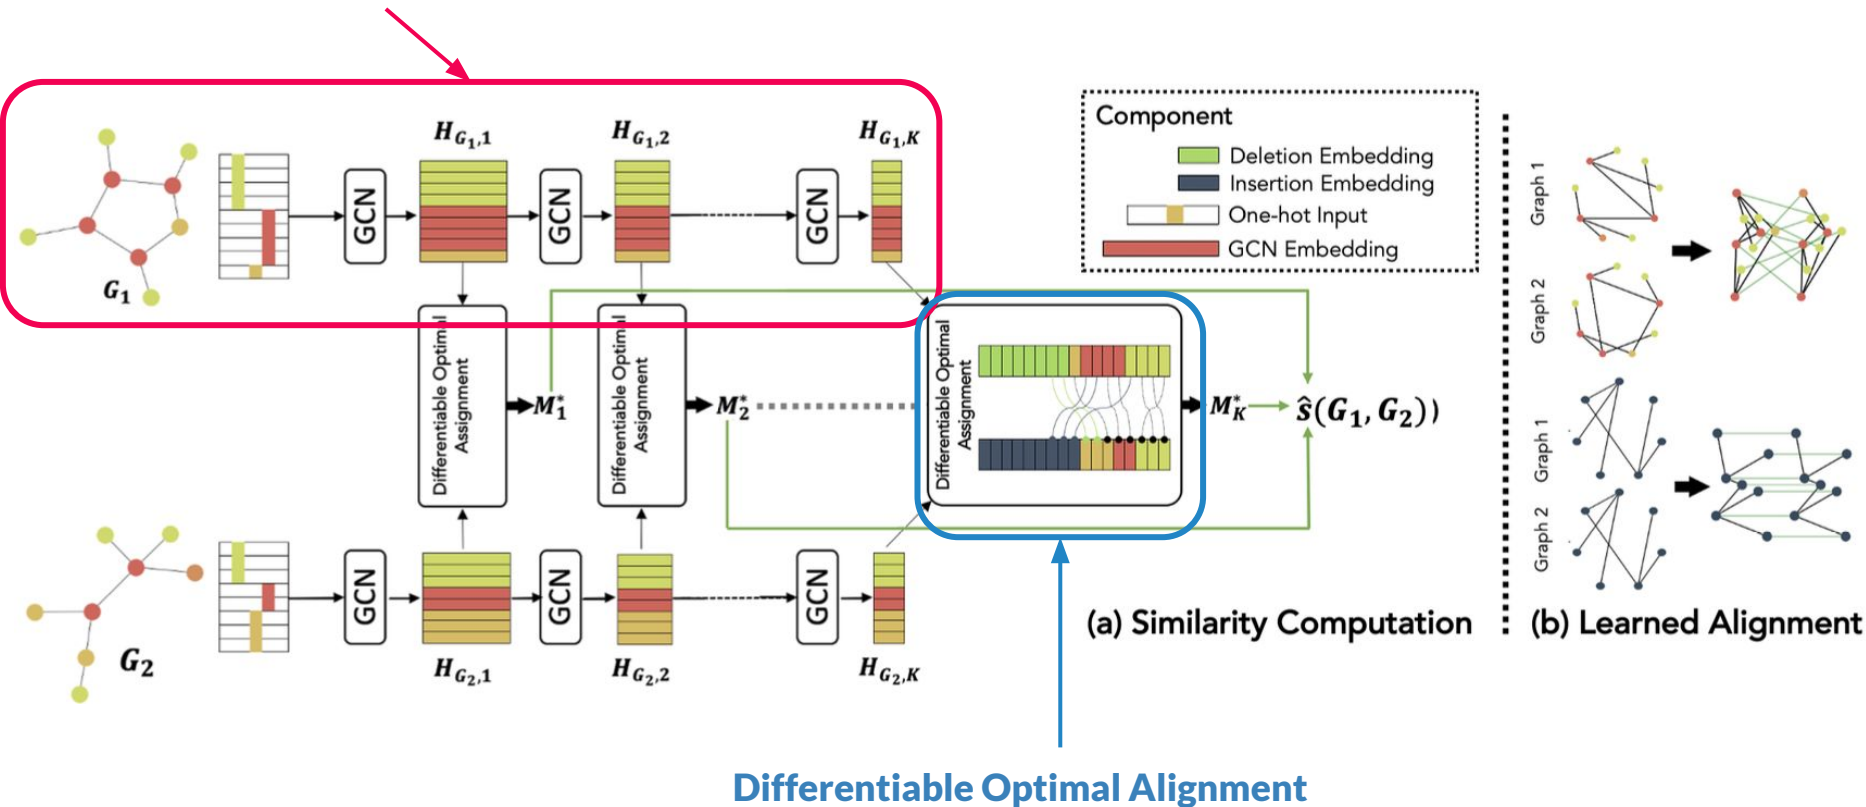 H_{G_1,1}
H_{G_1,2}
H_{G_1,K}
GCN
GCN
GCN
G_1
Component
Deletion Embedding
Insertion Embedding
One-hot Input
GCN Embedding
Differentiable Optimal
Assignment
M_1^*
Differentiable Optimal
Assignment
M_2^*
Differentiable Optimal
Assignment
M_K^*
ŝ(G_1, G_2))
GCN
GCN
GCN
G_2
H_{G_2,1}
H_{G_2,2}
H_{G_2,K}
(a) Similarity Computation
Graph 1
Graph 2
Graph 1
Graph 2
(b) Learned Alignment
Differentiable Optimal Alignment